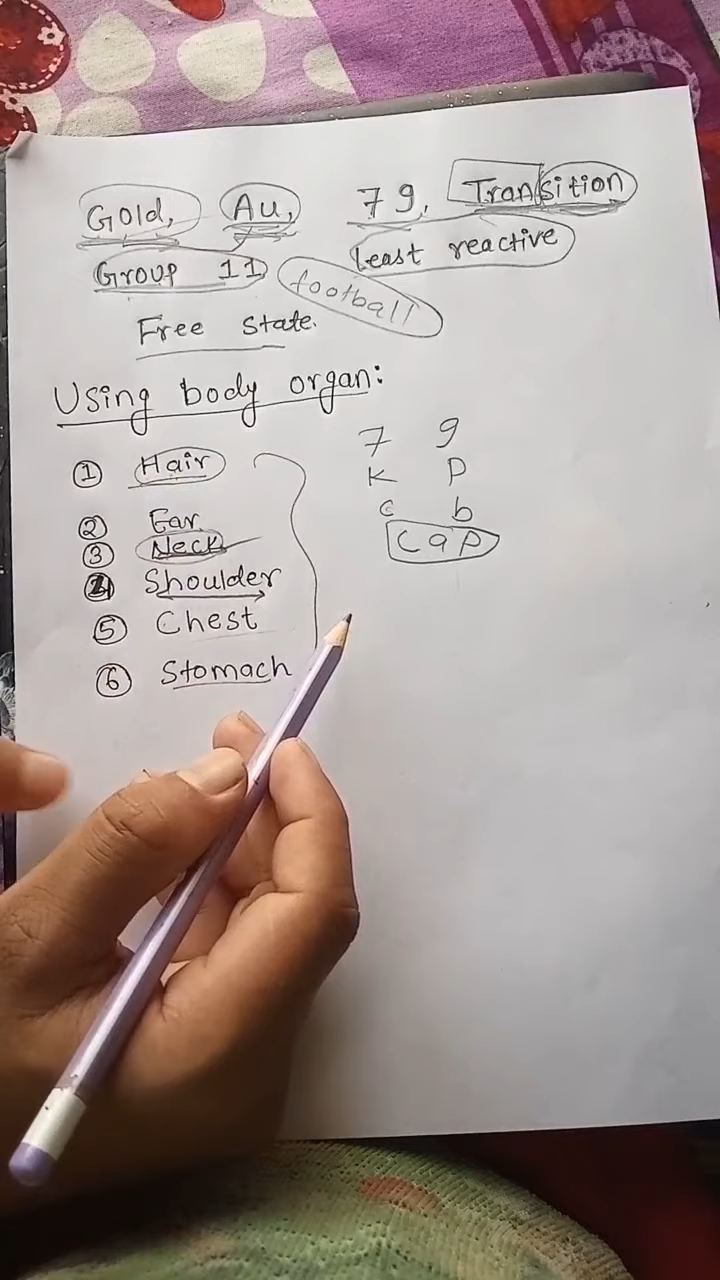 Gold, Au, 79, Transition
Group 11 Least reactive
football
Free state.
Using body organ:
① Hair
② Ear
③ Neck
④ Shoulder
⑤ Chest
⑥ Stomach
7 9
K P
c b
Cap